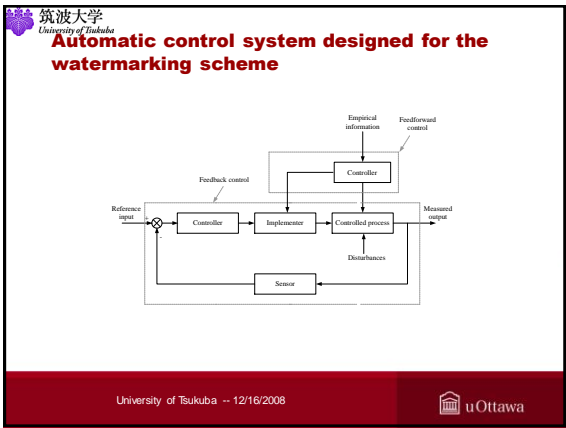 筑波大学
University of Tsukuba
Automatic control system designed for the
watermarking scheme
Empirical
information
Feedforward
control
Controller
Feedback control
Reference
input
+
-
Controller
Implementer
Controlled process
Measured
output
Disturbances
Sensor
University of Tsukuba -- 12/16/2008
uOttawa